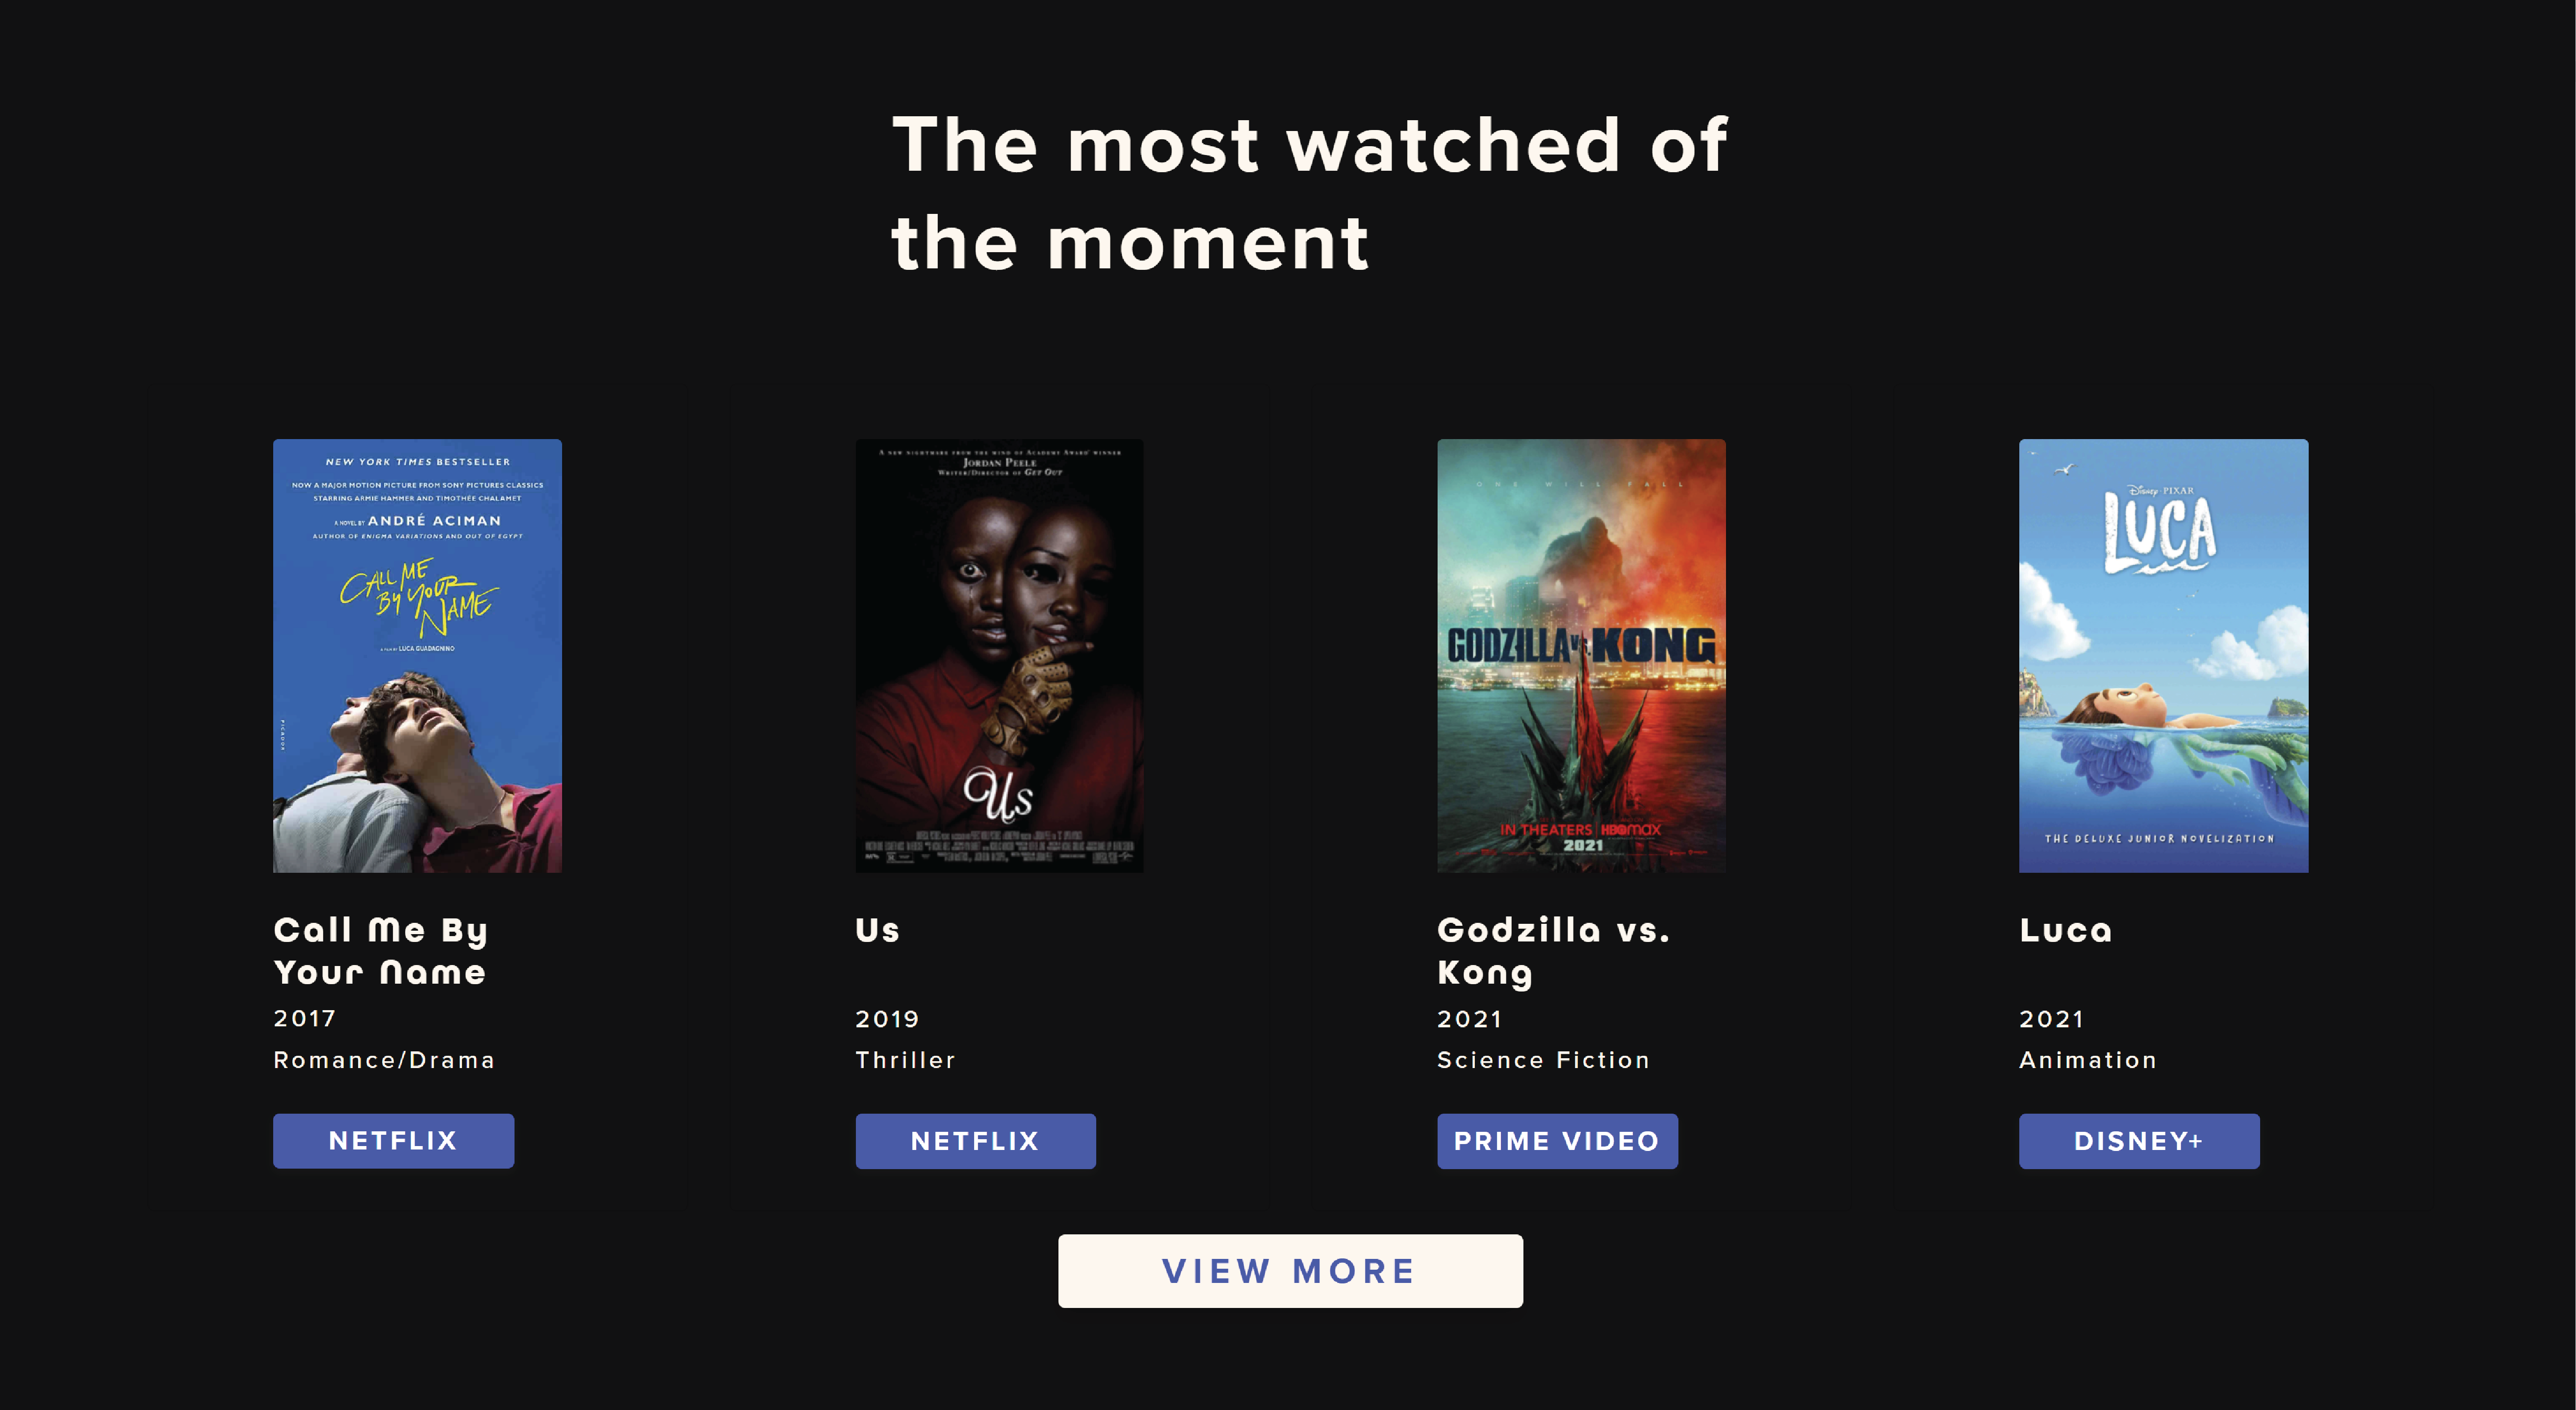 The most watched of
the moment
NEW YORK TIMES BESTSELLER
NOW A MAJOR MOTION PICTURE FROM SONY PICTURES CLASSICS
STARRING ARMIE HAMMER AND TIMOTHÉE CHALAMET
A NOVEL BY ANDRÉ ACIMAN
AUTHOR OF ENIGMA VARIATIONS AND OUT OF EGYPT
CALL ME
BY YOUR
NAME
A FILM BY LUCA GUADAGNINO
PICADOR
Call Me By
Your Name
2017
Romance/Drama
NETFLIX
A NEW NIGHTMARE FROM THE MIND OF ACADEMY AWARD® WINNER
JORDAN PEELE
WRITER/DIRECTOR OF GET OUT
Us
Us
2019
Thriller
NETFLIX
ONE WILL FALL
GODZILLA VS. KONG
IN THEATERS HBOMAX
2021
Godzilla vs.
Kong
2021
Science Fiction
PRIME VIDEO
Disney PIXAR
LUCA
THE DELUXE JUNIOR NOVELIZATION
Luca
2021
Animation
DISNEY+
VIEW MORE